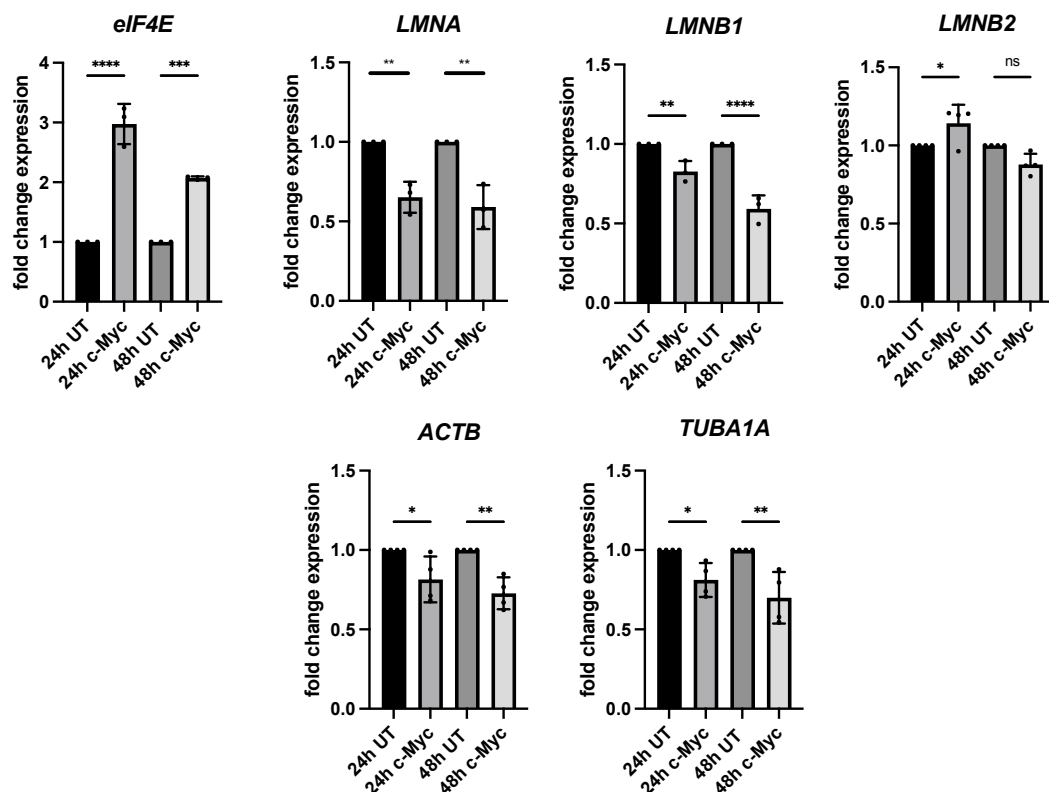 eIF4E
fold change expression
4
3
2
1
0
****
***
24h UT
24h c-Myc
48h UT
48h c-Myc
LMNA
fold change expression
1.5
1.0
0.5
0.0
**
**
24h UT
24h c-Myc
48h UT
48h c-Myc
LMNB1
fold change expression
1.5
1.0
0.5
0.0
**
****
24h UT
24h c-Myc
48h UT
48h c-Myc
LMNB2
fold change expression
1.5
1.0
0.5
0.0
*
ns
24h UT
24h c-Myc
48h UT
48h c-Myc
ACTB
fold change expression
1.5
1.0
0.5
0.0
*
**
24h UT
24h c-Myc
48h UT
48h c-Myc
TUBA1A
fold change expression
1.5
1.0
0.5
0.0
*
**
24h UT
24h c-Myc
48h UT
48h c-Myc